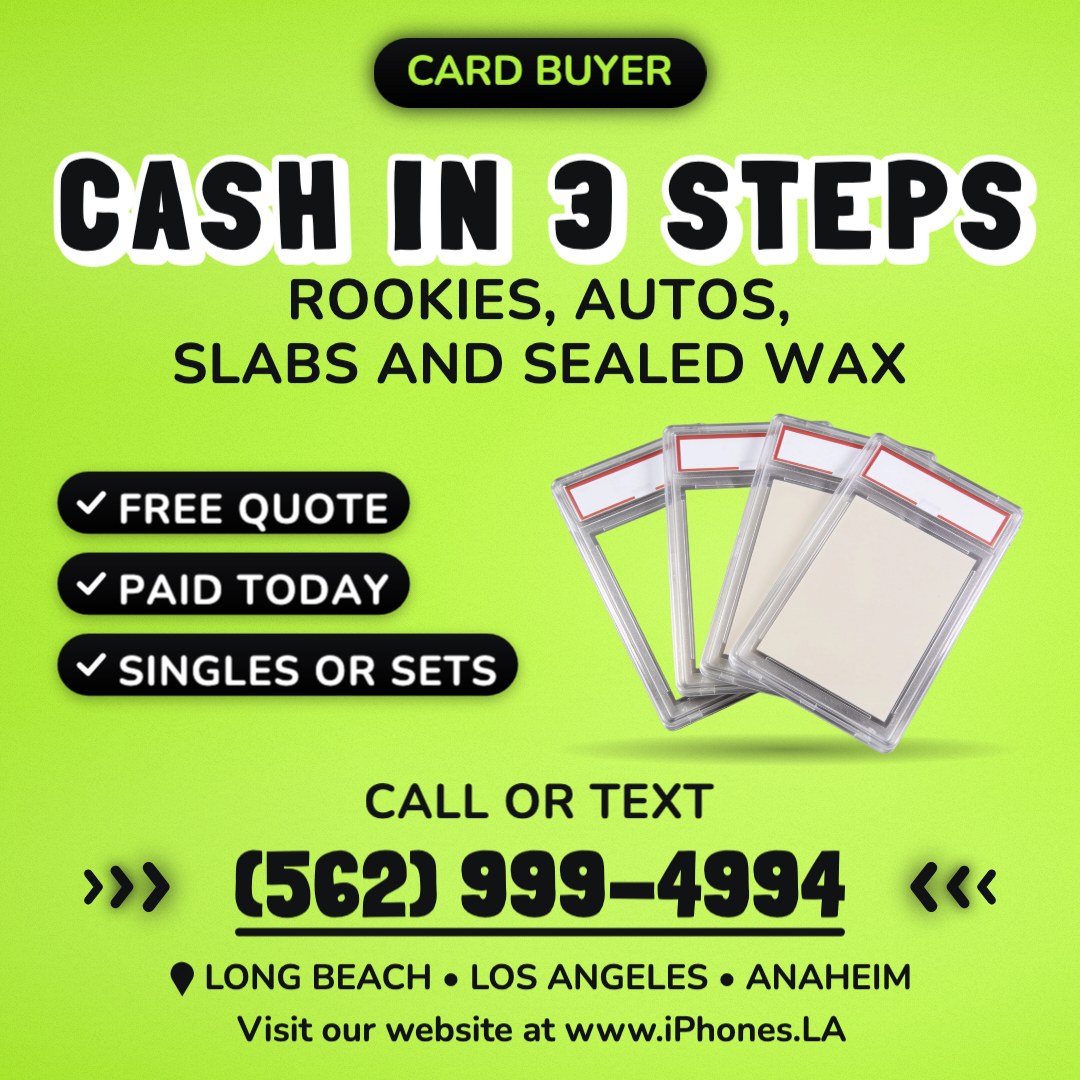 CARD BUYER
CASH IN 3 STEPS
ROOKIES, AUTOS,
SLABS AND SEALED WAX
✓ FREE QUOTE
✓ PAID TODAY
✓ SINGLES OR SETS
CALL OR TEXT
(562) 999-4994
LONG BEACH • LOS ANGELES • ANAHEIM
Visit our website at www.iPhones.LA